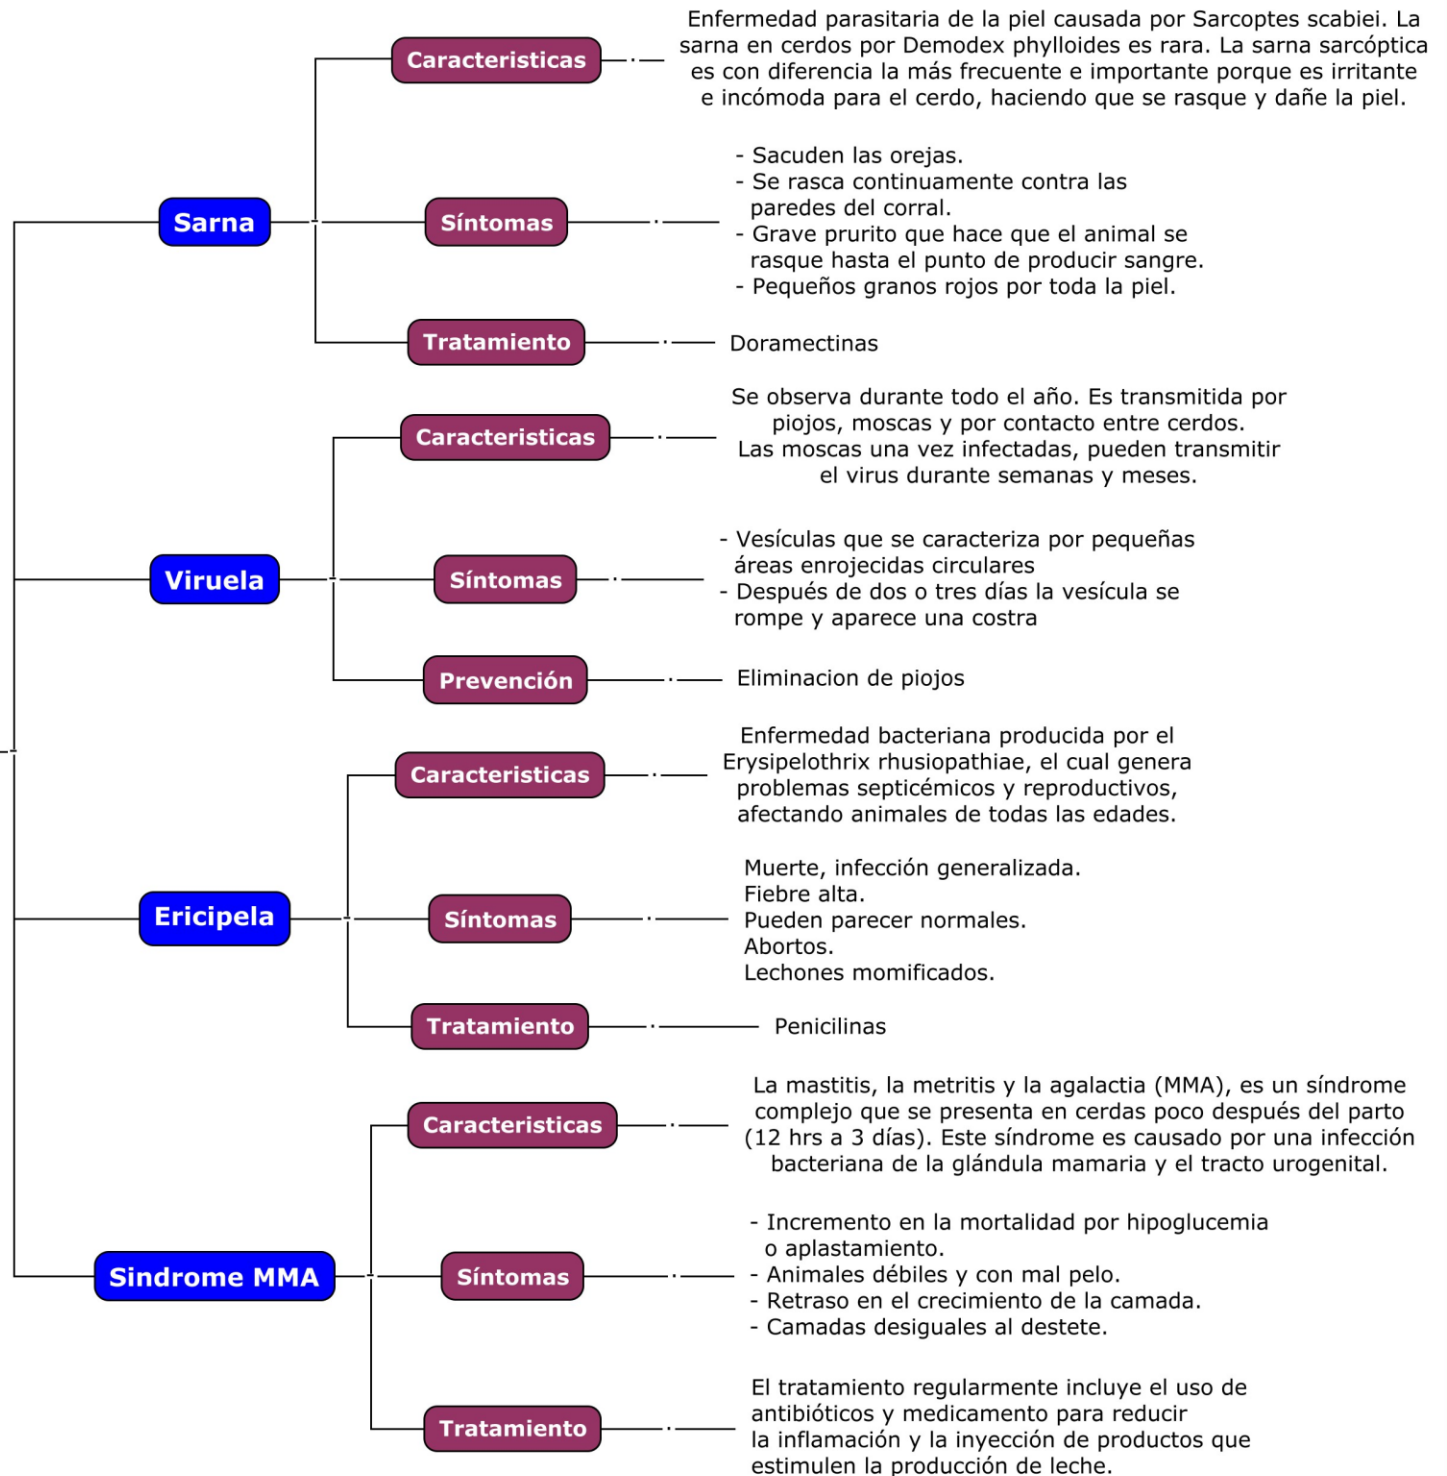 Enfermedad parasitaria de la piel causada por Sarcoptes scabiei. La
sarna en cerdos por Demodex phylloides es rara. La sarna sarcóptica
es con diferencia la más frecuente e importante porque es irritante
e incómoda para el cerdo, haciendo que se rasque y dañe la piel.
Caracteristicas
Sarna
Síntomas
- Sacuden las orejas.
- Se rasca continuamente contra las
paredes del corral.
- Grave prurito que hace que el animal se
rasque hasta el punto de producir sangre.
- Pequeños granos rojos por toda la piel.
Tratamiento
Doramectinas
Caracteristicas
Se observa durante todo el año. Es transmitida por
piojos, moscas y por contacto entre cerdos.
Las moscas una vez infectadas, pueden transmitir
el virus durante semanas y meses.
Viruela
Síntomas
- Vesículas que se caracteriza por pequeñas
áreas enrojecidas circulares
- Después de dos o tres días la vesícula se
rompe y aparece una costra
Prevención
Eliminacion de piojos
Caracteristicas
Enfermedad bacteriana producida por el
Erysipelothrix rhusiopathiae, el cual genera
problemas septicémicos y reproductivos,
afectando animales de todas las edades.
Ericipela
Síntomas
Muerte, infección generalizada.
Fiebre alta.
Pueden parecer normales.
Abortos.
Lechones momificados.
Tratamiento
Penicilinas
Caracteristicas
La mastitis, la metritis y la agalactia (MMA), es un síndrome
complejo que se presenta en cerdas poco después del parto
(12 hrs a 3 días). Este síndrome es causado por una infección
bacteriana de la glándula mamaria y el tracto urogenital.
Sindrome MMA
Síntomas
- Incremento en la mortalidad por hipoglucemia
o aplastamiento.
- Animales débiles y con mal pelo.
- Retraso en el crecimiento de la camada.
- Camadas desiguales al destete.
Tratamiento
El tratamiento regularmente incluye el uso de
antibióticos y medicamento para reducir
la inflamación y la inyección de productos que
estimulen la producción de leche.